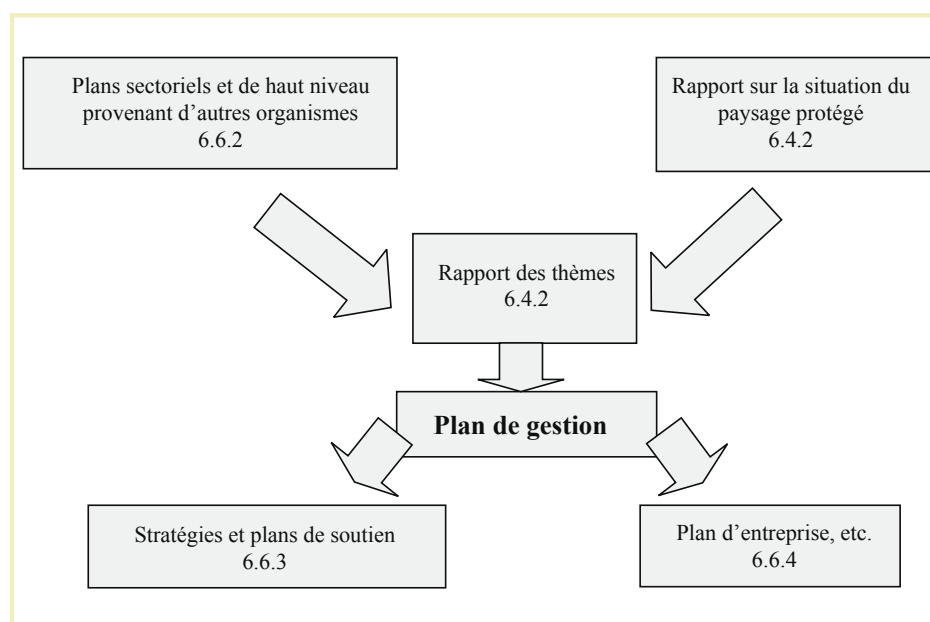 Plans sectoriels et de haut niveau
provenant d’autres organismes
6.6.2
Rapport sur la situation du
paysage protégé
6.4.2
Rapport des thèmes
6.4.2
Plan de gestion
Stratégies et plans de soutien
6.6.3
Plan d’entreprise, etc.
6.6.4